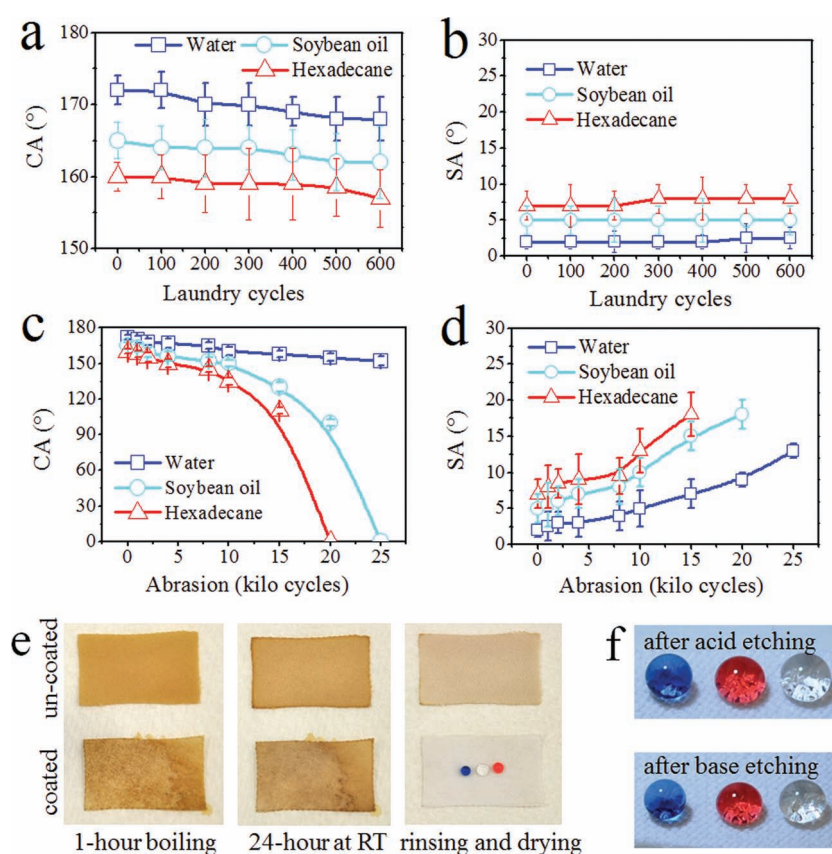 a
180
170
160
150
CA (°)
Water
Soybean oil
Hexadecane
0 100 200 300 400 500 600
Laundry cycles
b
30
25
20
15
10
5
0
SA (°)
Water
Soybean oil
Hexadecane
0 100 200 300 400 500 600
Laundry cycles
c
180
150
120
90
60
30
0
CA (°)
Water
Soybean oil
Hexadecane
0 5 10 15 20 25
Abrasion (kilo cycles)
d
30
25
20
15
10
5
0
SA (°)
Water
Soybean oil
Hexadecane
0 5 10 15 20 25
Abrasion (kilo cycles)
e
un-coated
coated
1-hour boiling
24-hour at RT
rinsing and drying
f
after acid etching
after base etching